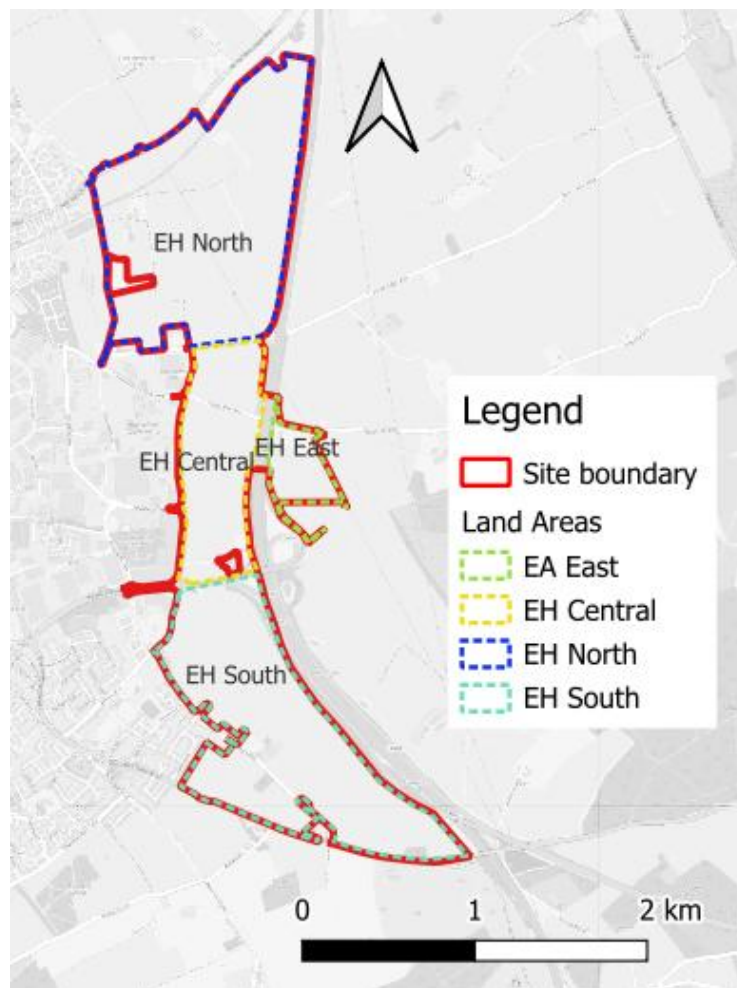 EH North
EH East
EH Central
EH South
Legend
Site boundary
Land Areas
EA East
EH Central
EH North
EH South
0 1 2 km